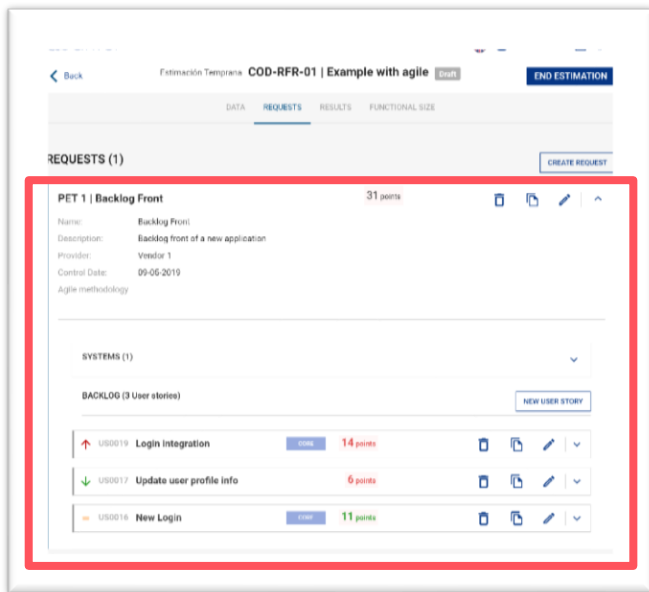 Back
Estimación Temprana COD-RFR-01 | Example with agile Draft
END ESTIMATION
DATA REQUESTS RESULTS FUNCTIONAL SIZE
REQUESTS (1)
CREATE REQUEST
PET 1 | Backlog Front 31 points
Name: Backlog Front
Description: Backlog front of a new application
Provider: Vendor 1
Control Date: 09-05-2019
Agile methodology
SYSTEMS (1)
BACKLOG (3 User stories)
NEW USER STORY
US0019 Login integration 14 points
US0017 Update user profile info 6 points
US0016 New Login 11 points